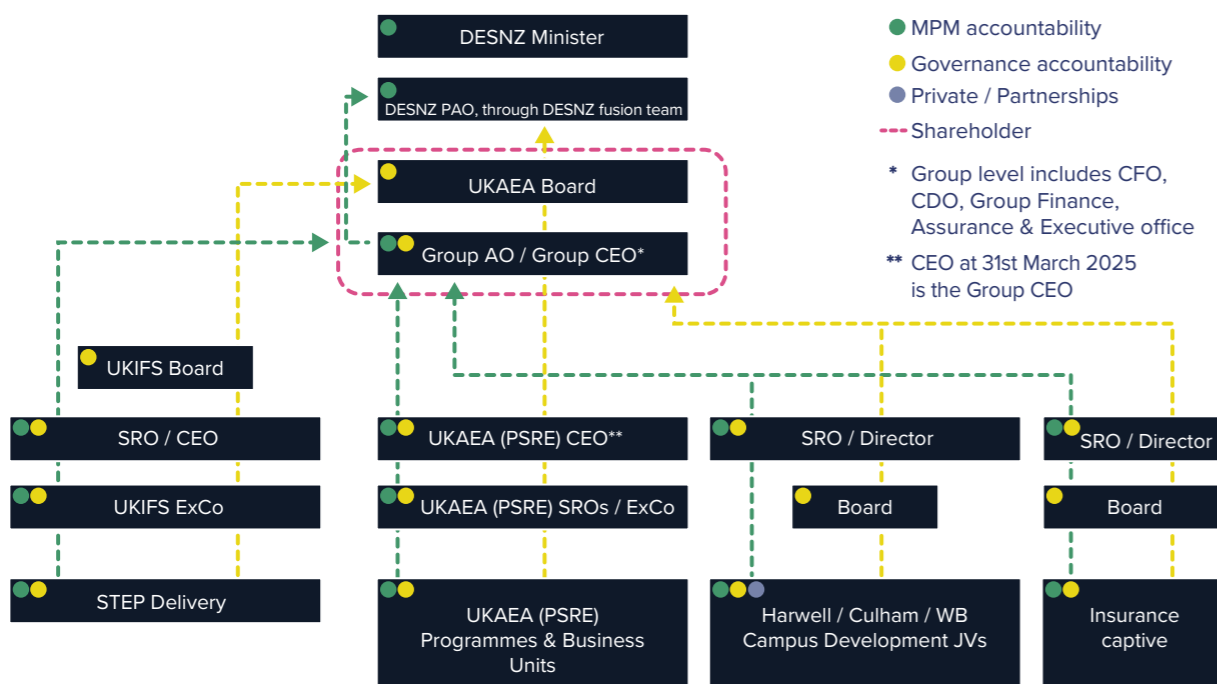 DESNZ Minister
DESNZ PAO, through DESNZ fusion team
UKAEA Board
Group AO / Group CEO*
MPM accountability
Governance accountability
Private / Partnerships
Shareholder
* Group level includes CFO,
CDO, Group Finance,
Assurance & Executive office
** CEO at 31st March 2025
is the Group CEO
UKIFS Board
SRO / CEO
UKIFS ExCo
STEP Delivery
UKAEA (PSRE) CEO**
UKAEA (PSRE) SROs / ExCo
UKAEA (PSRE)
Programmes & Business
Units
SRO / Director
Board
Harwell / Culham / WB
Campus Development JVs
SRO / Director
Board
Insurance
captive